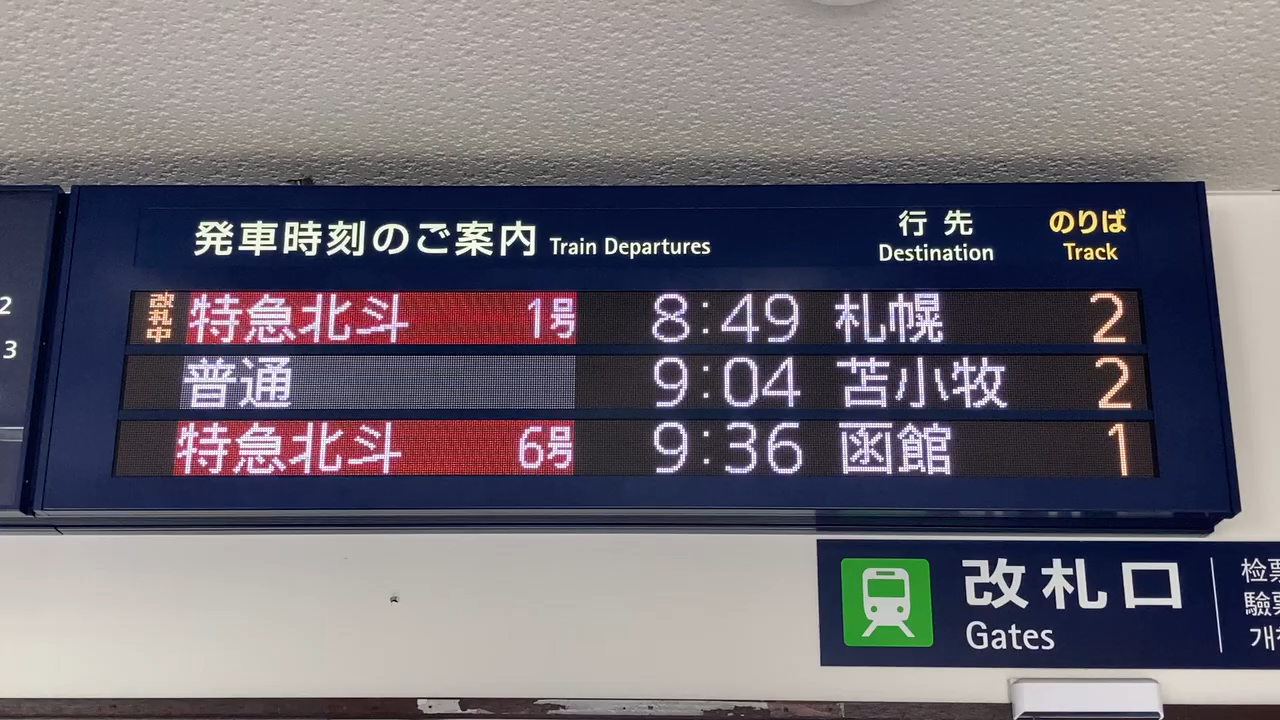 発車時刻のご案内 Train Departures 行先 Destination のりば Track
改札中 特急北斗 1号 8:49 札幌 2
普通 9:04 苫小牧 2
特急北斗 6号 9:36 函館 1
2
3
改札口
Gates